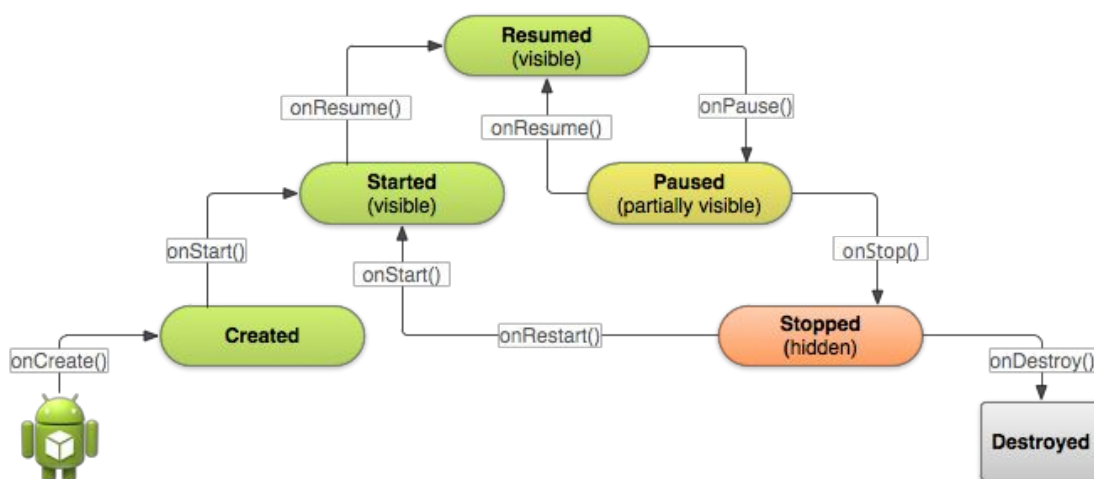 Resumed
(visible)
onResume()
onResume()
onPause()
Started
(visible)
Paused
(partially visible)
onStart()
onStart()
onStop()
Created
onRestart()
Stopped
(hidden)
onCreate()
onDestroy()
Destroyed